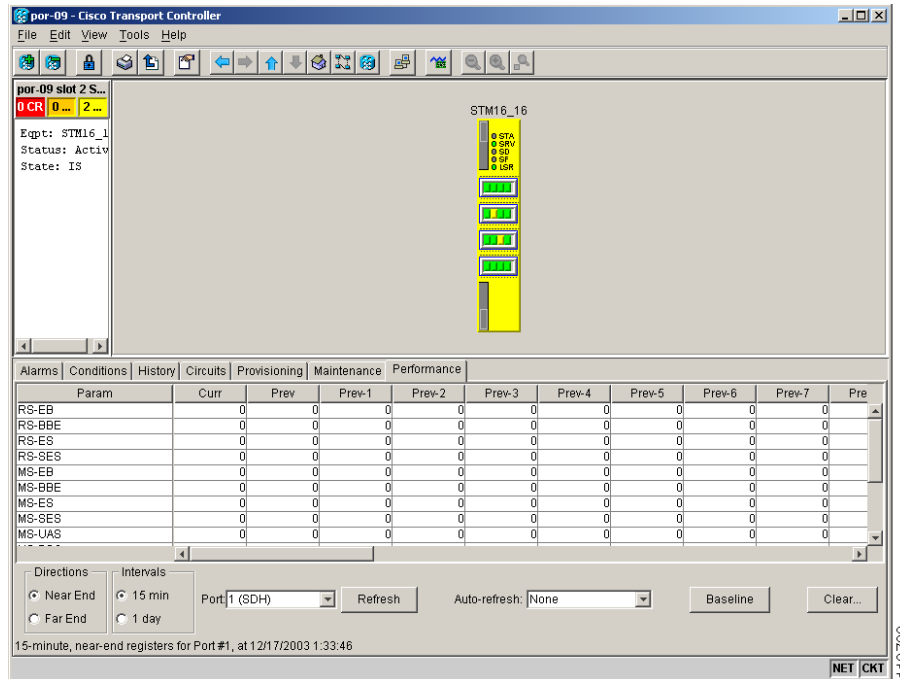 por-09 - Cisco Transport Controller
File Edit View Tools Help
por-09 slot 2 S...
0 CR 0 ... 2 ...
Eqpt: STM16_1
Status: Activ
State: IS
STM16_16
STA
SRV
SD
SF
LSR
Alarms Conditions History Circuits Provisioning Maintenance Performance
Param Curr Prev Prev-1 Prev-2 Prev-3 Prev-4 Prev-5 Prev-6 Prev-7 Pre
RS-EB 0 0 0 0 0 0 0 0 0
RS-BBE 0 0 0 0 0 0 0 0 0
RS-ES 0 0 0 0 0 0 0 0 0
RS-SES 0 0 0 0 0 0 0 0 0
MS-EB 0 0 0 0 0 0 0 0 0
MS-BBE 0 0 0 0 0 0 0 0 0
MS-ES 0 0 0 0 0 0 0 0 0
MS-SES 0 0 0 0 0 0 0 0 0
MS-UAS 0 0 0 0 0 0 0 0 0
Directions Intervals
Near End 15 min Port: 1 (SDH) Refresh Auto-refresh: None Baseline Clear...
Far End 1 day
15-minute, near-end registers for Port #1, at 12/17/2003 1:33:46
NET CKT